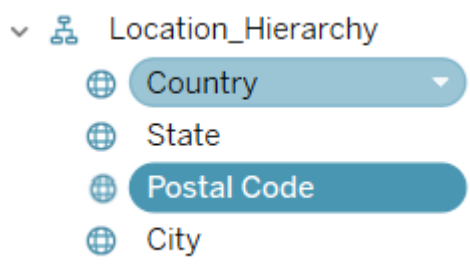 Location_Hierarchy
Country
State
Postal Code
City